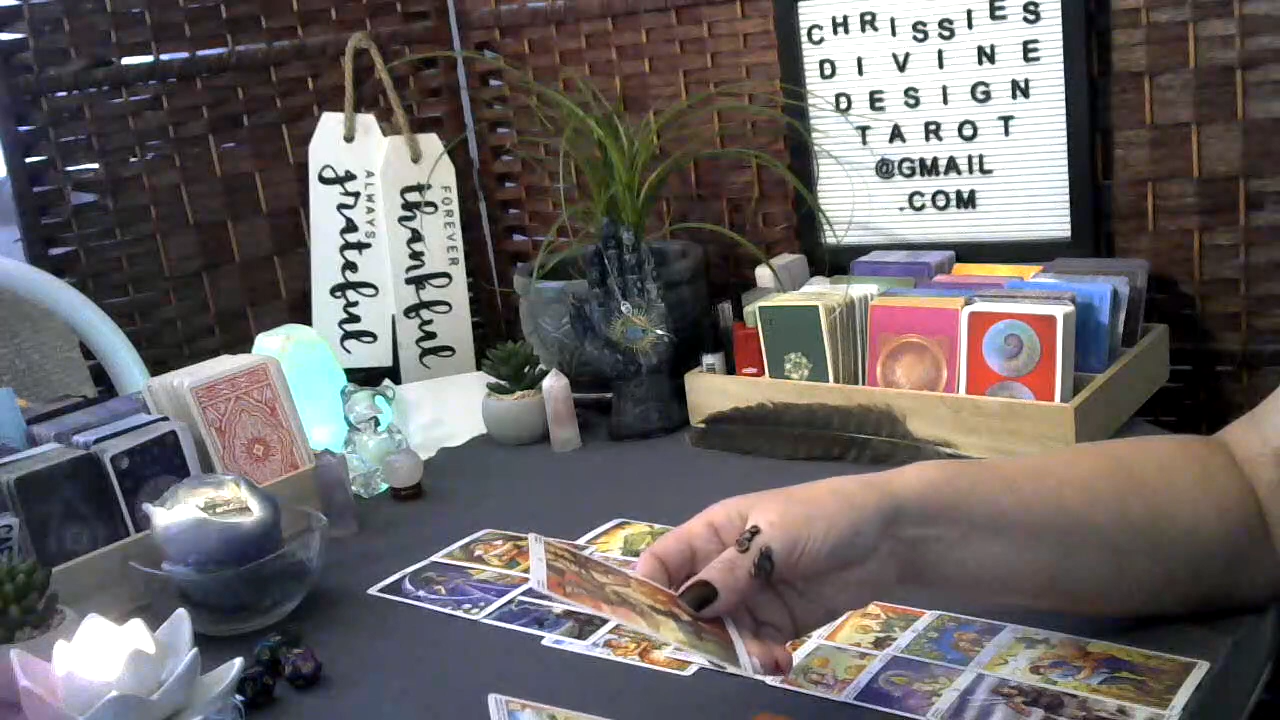 CHRISSIES
DIVINE
DESIGN
TAROT
@GMAIL
.COM
ALWAYS
grateful
FOREVER
thankful